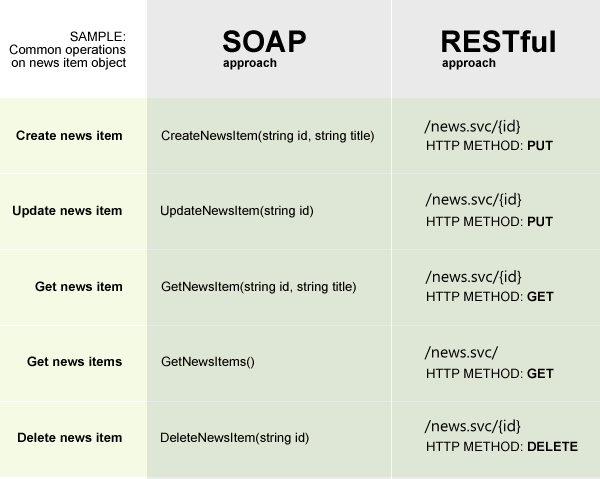 SAMPLE:
Common operations
on news item object
SOAP
approach
RESTful
approach
Create news item
CreateNewsItem(string id, string title)
/news.svc/{id}
HTTP METHOD: PUT
Update news item
UpdateNewsItem(string id)
/news.svc/{id}
HTTP METHOD: PUT
Get news item
GetNewsItem(string id, string title)
/news.svc/{id}
HTTP METHOD: GET
Get news items
GetNewsItems()
/news.svc/
HTTP METHOD: GET
Delete news item
DeleteNewsItem(string id)
/news.svc/{id}
HTTP METHOD: DELETE